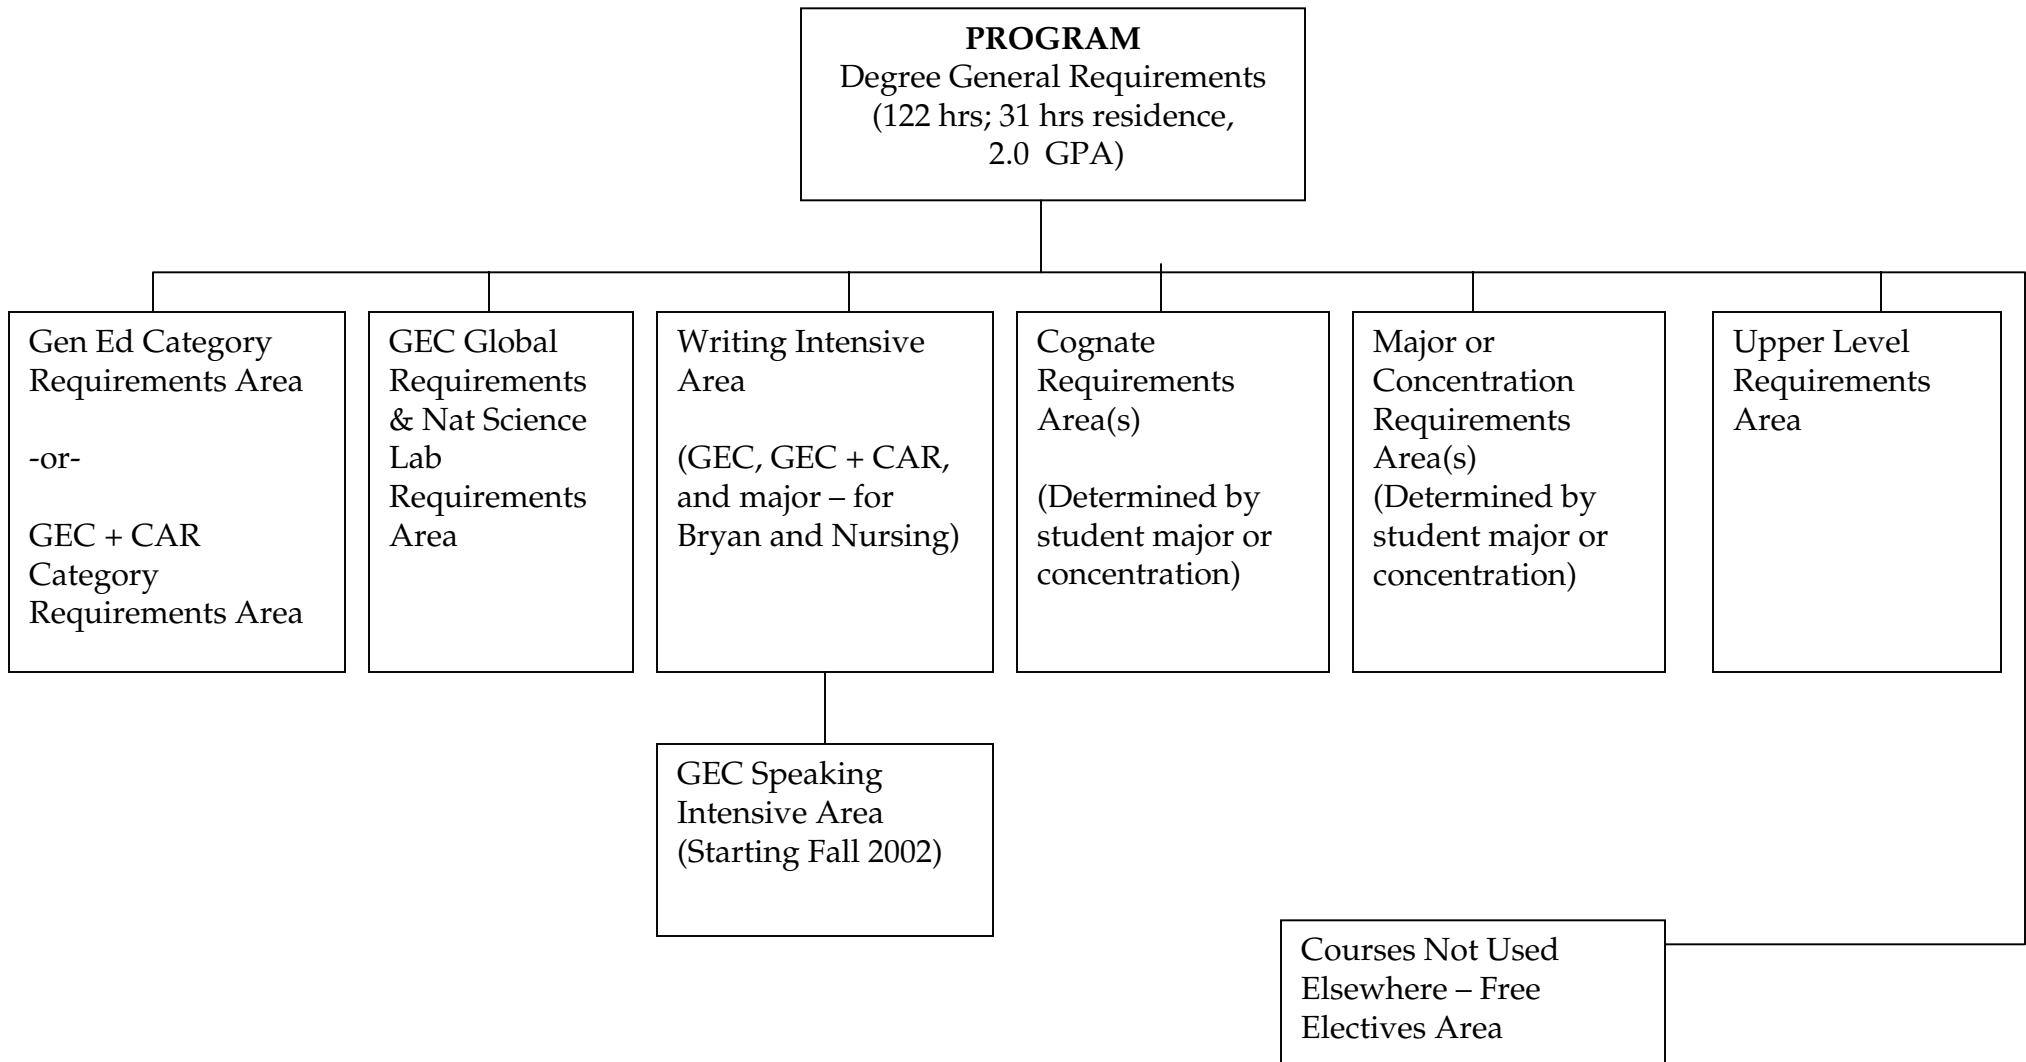 PROGRAM
Degree General Requirements
(122 hrs; 31 hrs residence,
2.0 GPA)
Gen Ed Category
Requirements Area
-or-
GEC + CAR
Category
Requirements Area
GEC Global
Requirements
& Nat Science
Lab
Requirements
Area
Writing Intensive
Area
(GEC, GEC + CAR,
and major – for
Bryan and Nursing)
Cognate
Requirements
Area(s)
(Determined by
student major or
concentration)
Major or
Concentration
Requirements
Area(s)
(Determined by
student major or
concentration)
Upper Level
Requirements
Area
GEC Speaking
Intensive Area
(Starting Fall 2002)
Courses Not Used
Elsewhere – Free
Electives Area